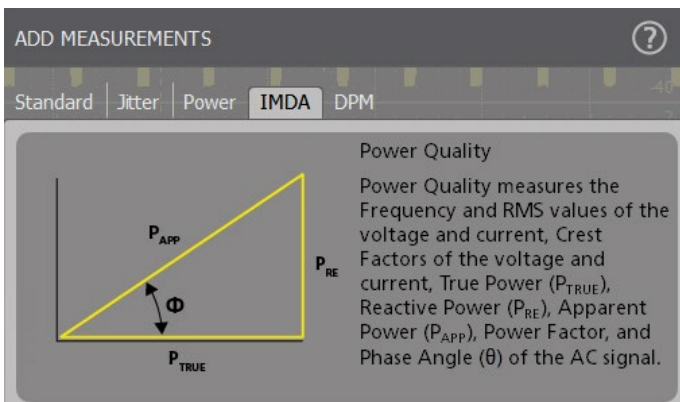 ADD MEASUREMENTS
?
-40
Standard
Jitter
Power
IMDA
DPM
Power Quality
Power Quality measures the
Frequency and RMS values of the
voltage and current, Crest
Factors of the voltage and
current, True Power (PTRUE),
Reactive Power (PRE), Apparent
Power (PAPP), Power Factor, and
Phase Angle (θ) of the AC signal.
PAPP
PRE
Φ
PTRUE